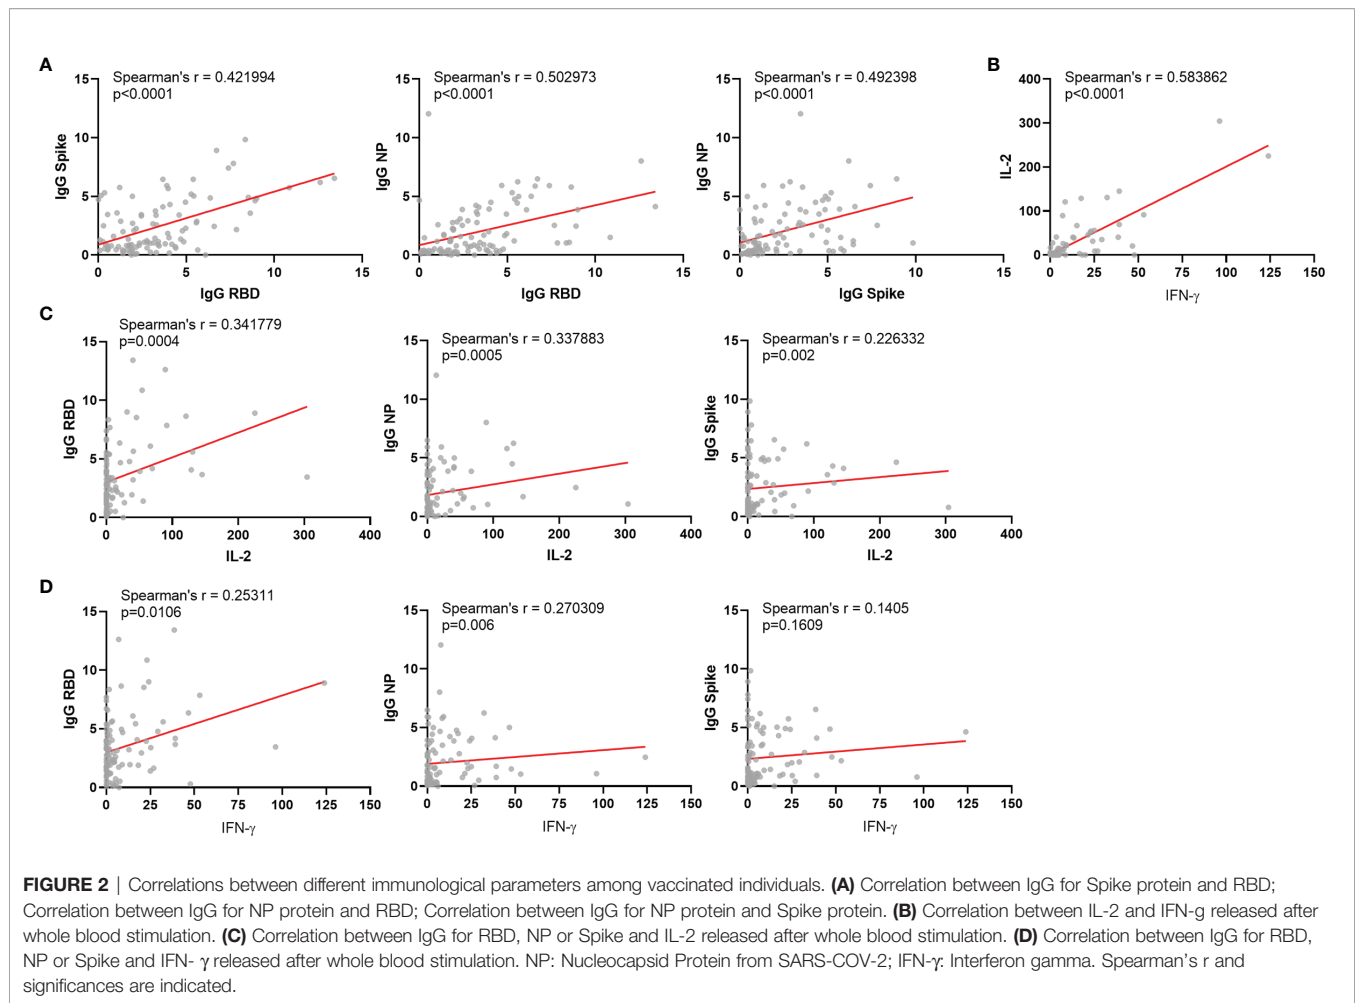 A
Spearman's r = 0.421994
p<0.0001
IgG Spike
15
10
5
0
0 5 10 15
IgG RBD
Spearman's r = 0.502973
p<0.0001
IgG NP
15
10
5
0
0 5 10 15
IgG RBD
Spearman's r = 0.492398
p<0.0001
IgG NP
15
10
5
0
0 5 10 15
IgG Spike
B
Spearman's r = 0.583862
p<0.0001
IL-2
400
300
200
100
0
0 25 50 75 100 125 150
IFN-γ
C
Spearman's r = 0.341779
p=0.0004
IgG RBD
15
10
5
0
0 100 200 300 400
IL-2
Spearman's r = 0.337883
p=0.0005
IgG NP
15
10
5
0
0 100 200 300 400
IL-2
Spearman's r = 0.226332
p=0.002
IgG Spike
15
10
5
0
0 100 200 300 400
IL-2
D
Spearman's r = 0.25311
p=0.0106
IgG RBD
15
10
5
0
0 25 50 75 100 125 150
IFN-γ
Spearman's r = 0.270309
p=0.006
IgG NP
15
10
5
0
0 25 50 75 100 125 150
IFN-γ
Spearman's r = 0.1405
p=0.1609
IgG Spike
15
10
5
0
0 25 50 75 100 125 150
IFN-γ
FIGURE 2 | Correlations between different immunological parameters among vaccinated individuals. (A) Correlation between IgG for Spike protein and RBD;
Correlation between IgG for NP protein and RBD; Correlation between IgG for NP protein and Spike protein. (B) Correlation between IL-2 and IFN-g released after
whole blood stimulation. (C) Correlation between IgG for RBD, NP or Spike and IL-2 released after whole blood stimulation. (D) Correlation between IgG for RBD,
NP or Spike and IFN- γ released after whole blood stimulation. NP: Nucleocapsid Protein from SARS-COV-2; IFN-γ: Interferon gamma. Spearman's r and
significances are indicated.